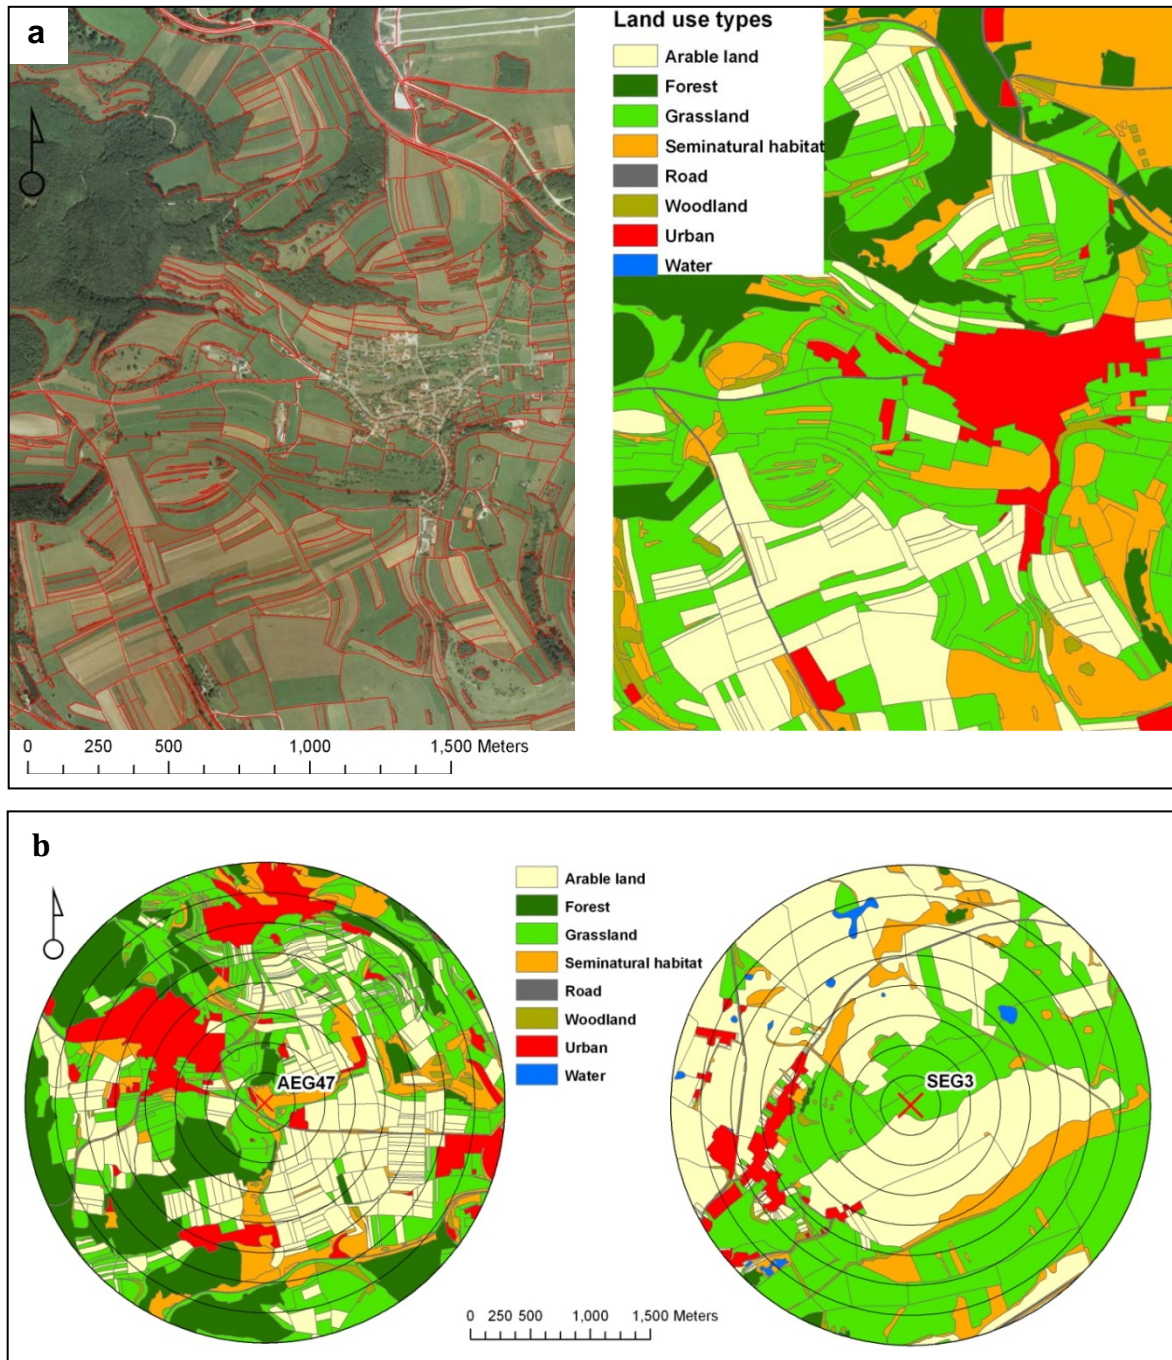 a
Land use types
Arable land
Forest
Grassland
Seminatural habitat
Road
Woodland
Urban
Water
0 250 500 1,000 1,500 Meters
b
Arable land
Forest
Grassland
Seminatural habitat
Road
Woodland
Urban
Water
AEG47
SEG3
0 250 500 1,000 1,500 Meters